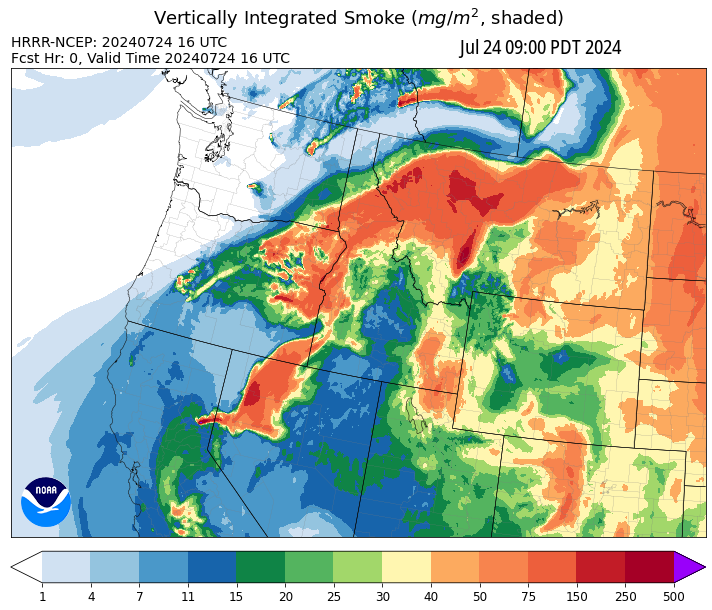 Vertically Integrated Smoke (mg/m², shaded)
HRRR-NCEP: 20240724 16 UTC
Jul 24 09:00 PDT 2024
Fcst Hr: 0, Valid Time 20240724 16 UTC
NOAA
1 4 7 11 15 20 25 30 40 50 75 150 250 500